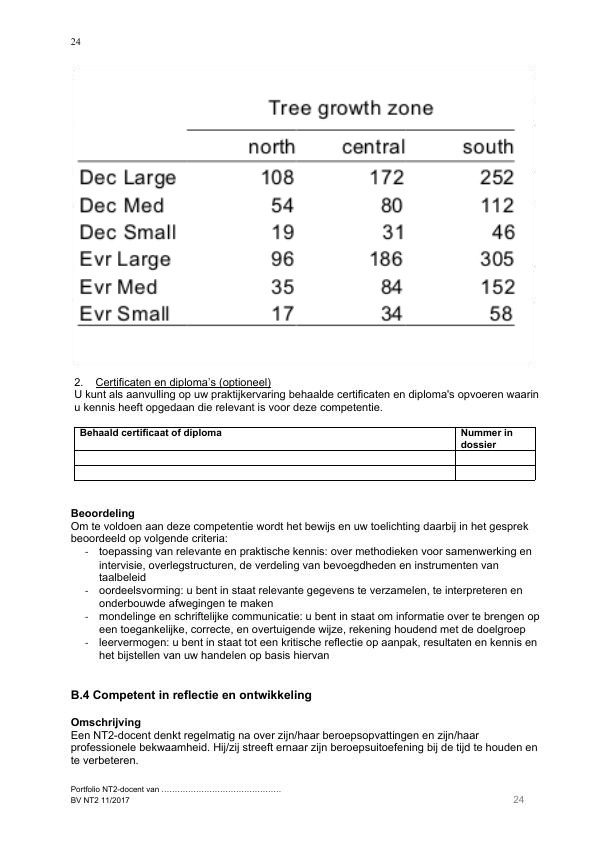 24
Tree growth zone
north central south
Dec Large 108 172 252
Dec Med 54 80 112
Dec Small 19 31 46
Evr Large 96 186 305
Evr Med 35 84 152
Evr Small 17 34 58
2. Certificaten en diploma's (optioneel)
U kunt als aanvulling op uw praktijkervaring behaalde certificaten en diploma's opvoeren waarin
u kennis heeft opgedaan die relevant is voor deze competentie.
Behaald certificaat of diploma Nummer in
dossier
Beoordeling
Om te voldoen aan deze competentie wordt het bewijs en uw toelichting daarbij in het gesprek
beoordeeld op volgende criteria:
- toepassing van relevante en praktische kennis: over methodieken voor samenwerking en
intervisie, overlegstructuren, de verdeling van bevoegdheden en instrumenten van
taalbeleid
- oordeelsvorming: u bent in staat relevante gegevens te verzamelen, te interpreteren en
onderbouwde afwegingen te maken
- mondelinge en schriftelijke communicatie: u bent in staat om informatie over te brengen op
een toegankelijke, correcte, en overtuigende wijze, rekening houdend met de doelgroep
- leervermogen: u bent in staat tot een kritische reflectie op aanpak, resultaten en kennis en
het bijstellen van uw handelen op basis hiervan
B.4 Competent in reflectie en ontwikkeling
Omschrijving
Een NT2-docent denkt regelmatig na over zijn/haar beroepsopvattingen en zijn/haar
professionele bekwaamheid. Hij/zij streeft ernaar zijn beroepsuitoefening bij de tijd te houden en
te verbeteren.
Portfolio NT2-docent van ……………………………………
BV NT2 11/2017 24